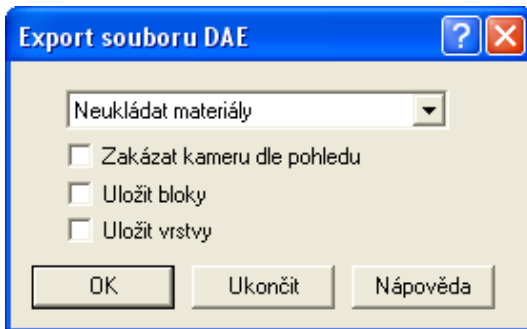 Export souboru DAE
Neukládat materiály
Zakázat kameru dle pohledu
Uložit bloky
Uložit vrstvy
OK Ukončit Nápověda